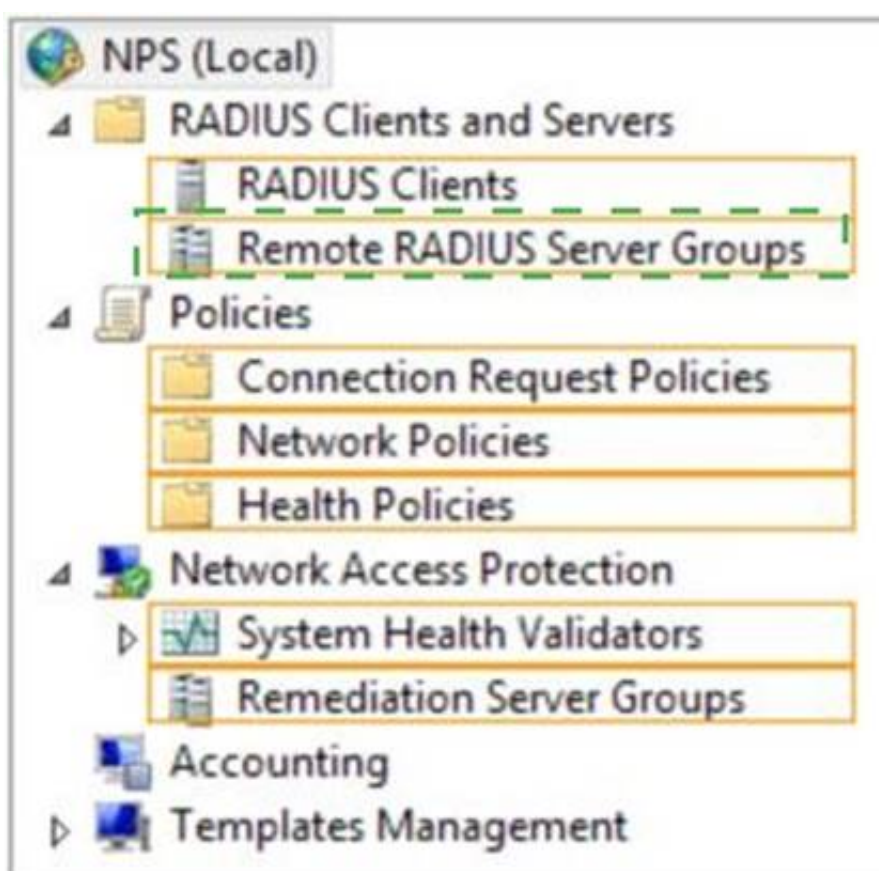 NPS (Local)
RADIUS Clients and Servers
RADIUS Clients
Remote RADIUS Server Groups
Policies
Connection Request Policies
Network Policies
Health Policies
Network Access Protection
System Health Validators
Remediation Server Groups
Accounting
Templates Management